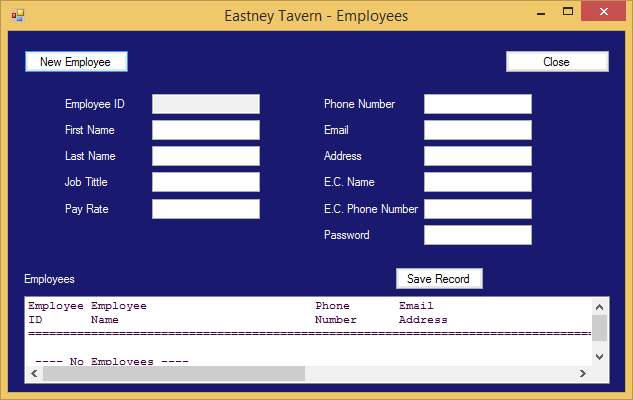 Eastney Tavern - Employees
New Employee
Close
Employee ID
Phone Number
First Name
Email
Last Name
Address
Job Tittle
E.C. Name
Pay Rate
E.C. Phone Number
Password
Employees
Save Record
Employee Employee Phone Email
ID Name Number Address
================================================================================
---- No Employees ----